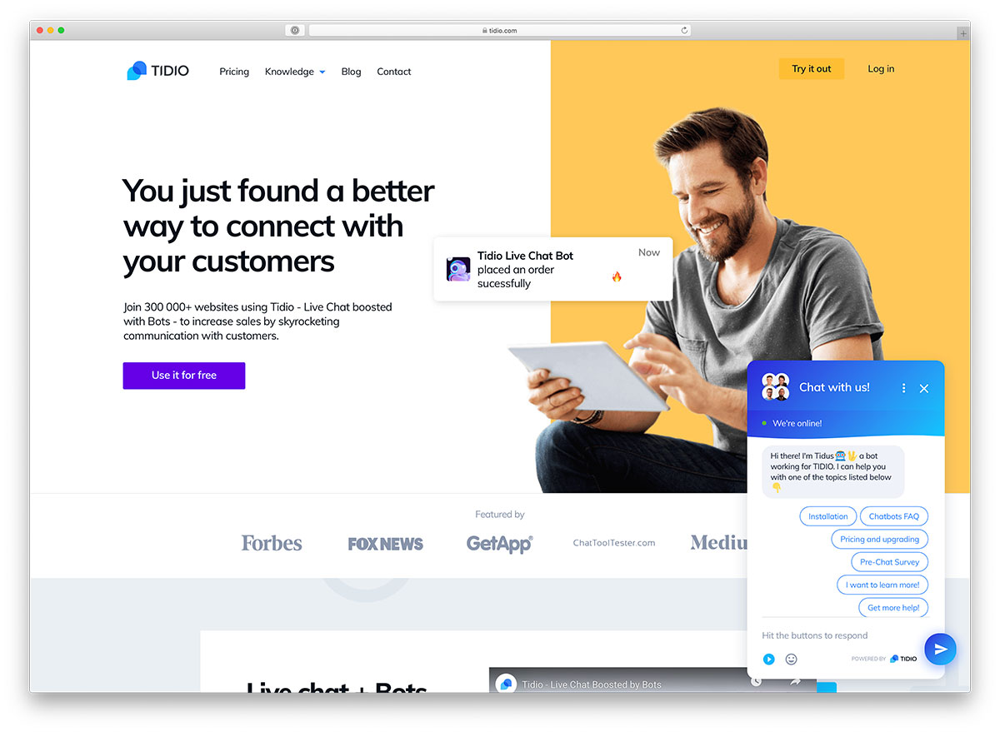 tidio.com
TIDIO
Pricing
Knowledge
Blog
Contact
Try it out
Log in
You just found a better
way to connect with
your customers
Join 300 000+ websites using Tidio - Live Chat boosted
with Bots - to increase sales by skyrocketing
communication with customers.
Use it for free
Tidio Live Chat Bot
Now
placed an order
sucessfully
Featured by
Forbes
FOX NEWS
GetApp
ChatToolTester.com
Mediu
Live chat + Bots
Tidio - Live Chat Boosted by Bots
Chat with us!
We're online!
Hi there! I'm Tidus🧟🖖 a bot
working for TIDIO. I can help you
with one of the topics listed below
👇
Installation
Chatbots FAQ
Pricing and upgrading
Pre-Chat Survey
I want to learn more!
Get more help!
Hit the buttons to respond
POWERED BY TIDIO